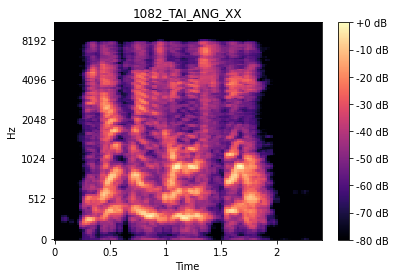 1082_TAI_ANG_XX
+0 dB
8192
-10 dB
4096
-20 dB
-30 dB
2048
Hz
-40 dB
1024
-50 dB
512
-60 dB
-70 dB
0
-80 dB
0 0.5 1 1.5 2
Time